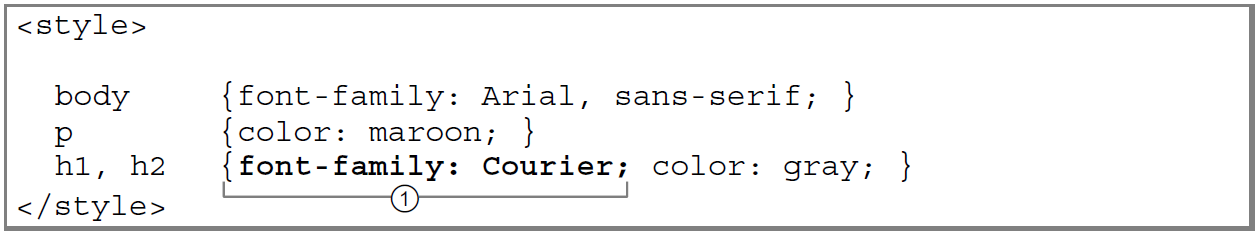 <style>
body {font-family: Arial, sans-serif; }
p {color: maroon; }
h1, h2 {font-family: Courier; color: gray; }
1
</style>